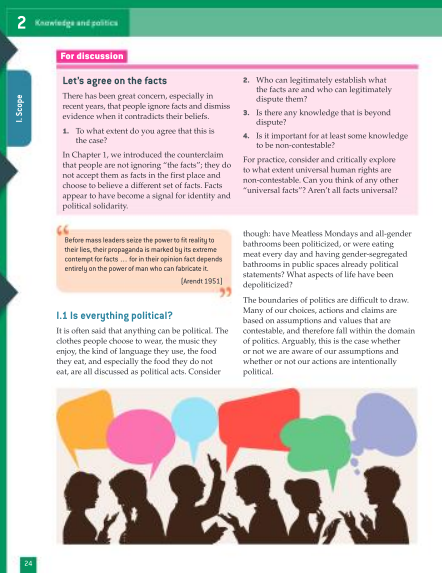 2 Knowledge and politics
I. Scope
For discussion
Let's agree on the facts
There has been great concern, especially in
recent years, that people ignore facts and dismiss
evidence when it contradicts their beliefs.
1. To what extent do you agree that this is
the case?
In Chapter 1, we introduced the counterclaim
that people are not ignoring "the facts"; they do
not accept them as facts in the first place and
choose to believe a different set of facts. Facts
appear to have become a signal for identity and
political solidarity.
2. Who can legitimately establish what
the facts are and who can legitimately
dispute them?
3. Is there any knowledge that is beyond
dispute?
4. Is it important for at least some knowledge
to be non-contestable?
For practice, consider and critically explore
to what extent universal human rights are
non-contestable. Can you think of any other
"universal facts"? Aren't all facts universal?
“
Before mass leaders seize the power to fit reality to
their lies, their propaganda is marked by its extreme
contempt for facts … for in their opinion fact depends
entirely on the power of man who can fabricate it.
[Arendt 1951]
”
I.1 Is everything political?
It is often said that anything can be political. The
clothes people choose to wear, the music they
enjoy, the kind of language they use, the food
they eat, and especially the food they do not
eat, are all discussed as political acts. Consider
though: have Meatless Mondays and all-gender
bathrooms been politicized, or were eating
meat every day and having gender-segregated
bathrooms in public spaces already political
statements? What aspects of life have been
depoliticized?
The boundaries of politics are difficult to draw.
Many of our choices, actions and claims are
based on assumptions and values that are
contestable, and therefore fall within the domain
of politics. Arguably, this is the case whether
or not we are aware of our assumptions and
whether or not our actions are intentionally
political.
24